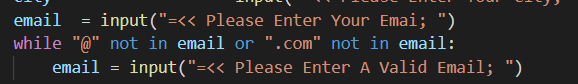 email  = input("=<< Please Enter Your Emai; ")
while "@" not in email or ".com" not in email:
    email = input("=<< Please Enter A Valid Email; ")